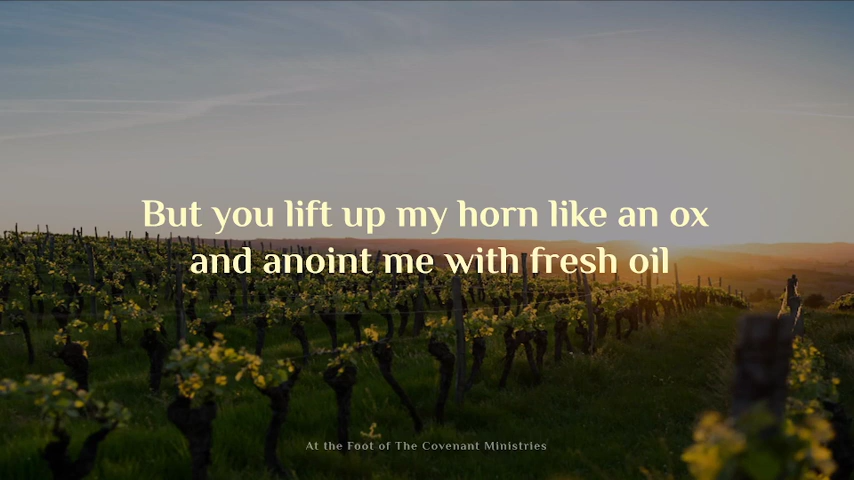 But you lift up my horn like an ox
and anoint me with fresh oil
At the Foot of The Covenant Ministries